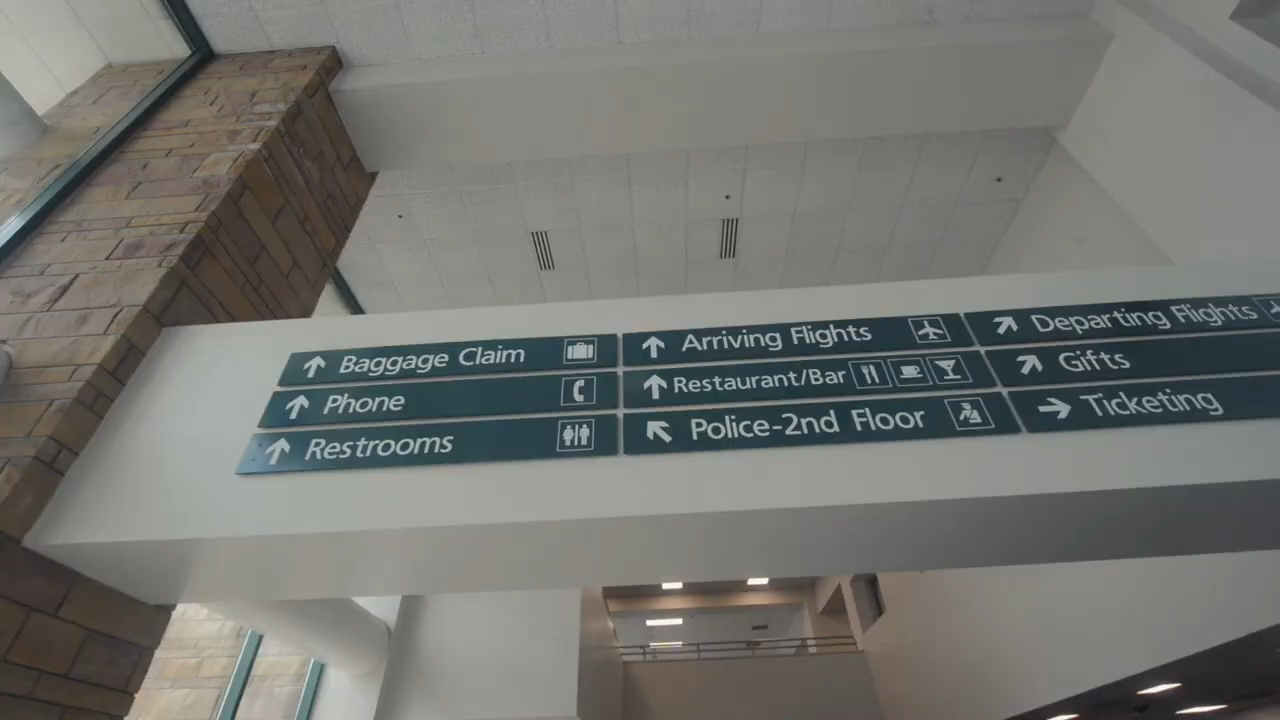 Baggage Claim
Phone
Restrooms
Arriving Flights
Restaurant/Bar
Police-2nd Floor
Departing Flights
Gifts
Ticketing